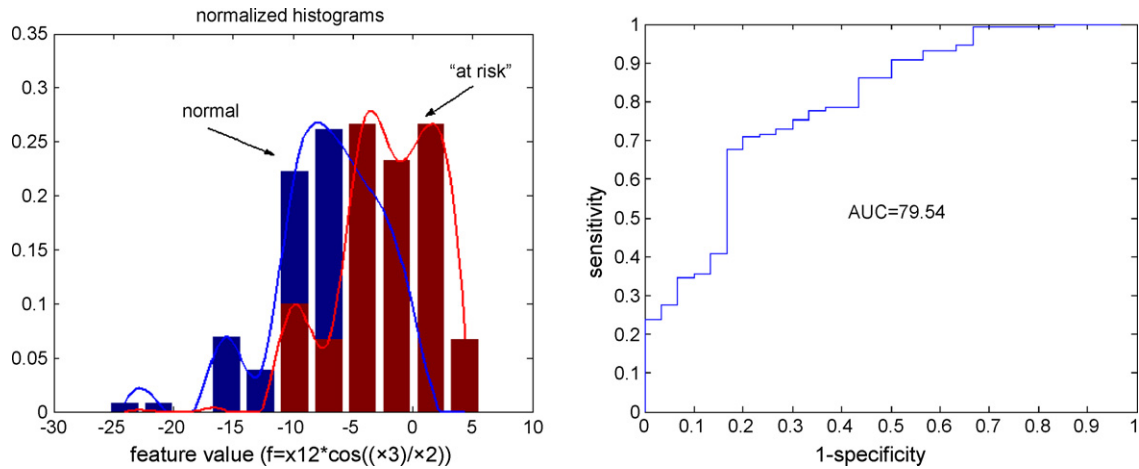 normalized histograms
0.35
0.3
0.25
0.2
0.15
0.1
0.05
0
normal
“at risk”
-30 -25 -20 -15 -10 -5 0 5 10
feature value (f=x12*cos((×3)/×2))
1
0.9
0.8
0.7
0.6
0.5
0.4
0.3
0.2
0.1
0
sensitivity
AUC=79.54
0 0.1 0.2 0.3 0.4 0.5 0.6 0.7 0.8 0.9 1
1-specificity